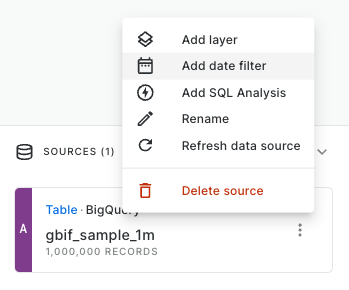 Add layer
Add date filter
Add SQL Analysis
Rename
Refresh data source
Delete source
SOURCES (1)
A
Table · BigQuery
gbif_sample_1m
1,000,000 RECORDS